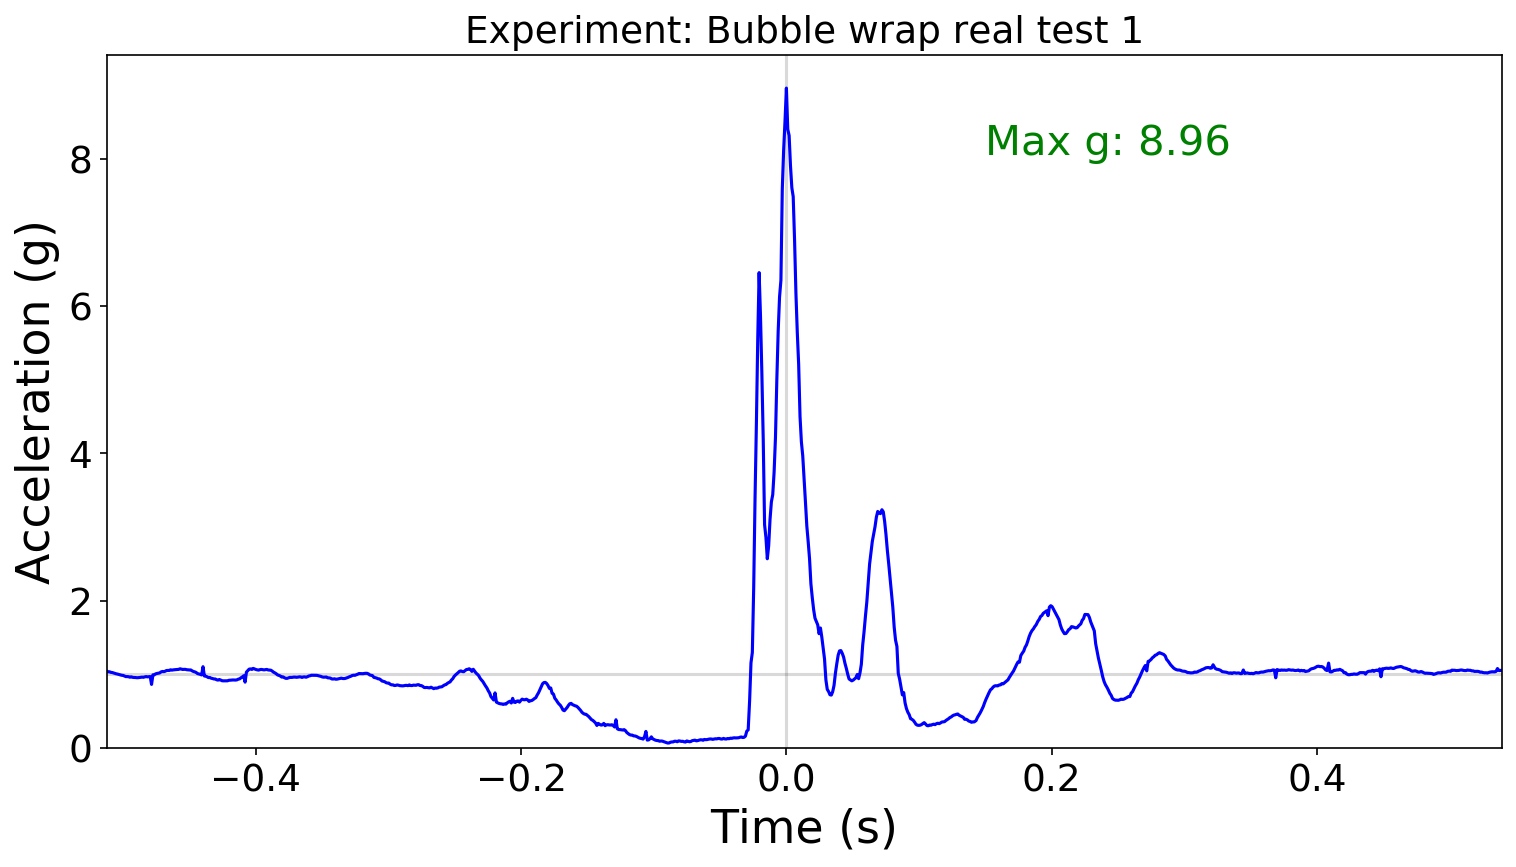 Experiment: Bubble wrap real test 1
Max g: 8.96
Acceleration (g)
8
6
4
2
0
−0.4 −0.2 0.0 0.2 0.4
Time (s)